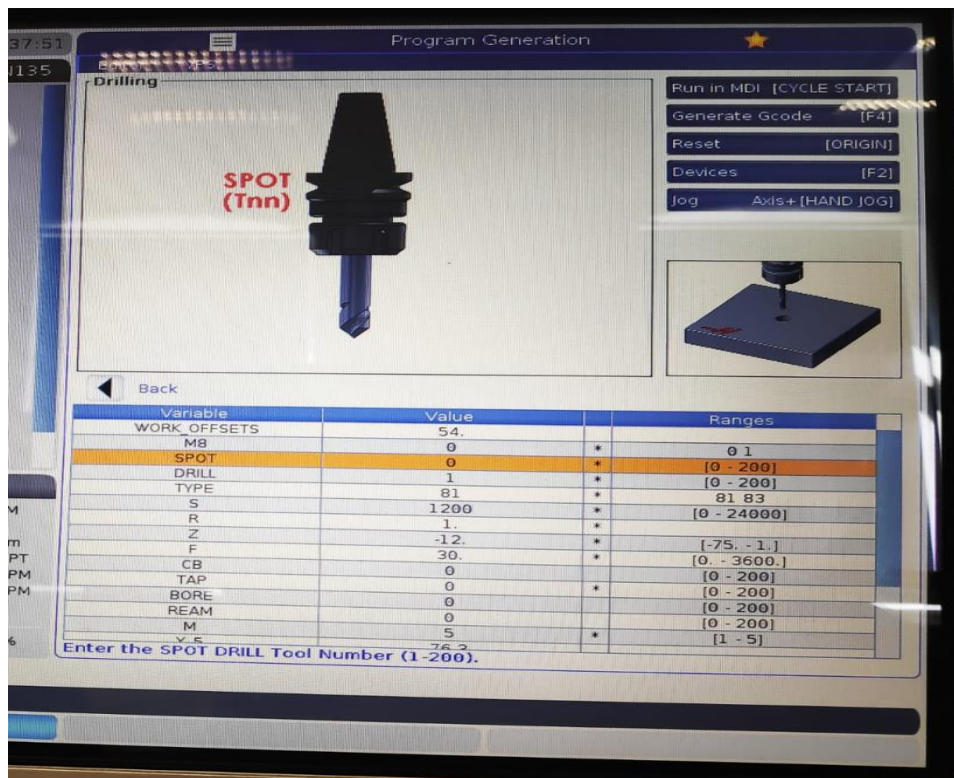 37:51
Program Generation
N135
VPS
Drilling
SPOT
(Tnn)
Run in MDI [CYCLE START]
Generate Gcode [F4]
Reset [ORIGIN]
Devices [F2]
Jog Axis+[HAND JOG]
Back
Variable Value Ranges
WORK_OFFSETS 54.
M8 0 * 0 1
SPOT 0 * [0 - 200]
DRILL 1 * [0 - 200]
TYPE 81 * 81 83
S 1200 * [0 - 24000]
R 1. *
Z -12. * [-75. - 1.]
F 30. * [0. - 3600.]
CB 0 [0 - 200]
TAP 0 * [0 - 200]
BORE 0 [0 - 200]
REAM 0 [0 - 200]
M 5 * [1 - 5]
X_5 76.2
Enter the SPOT DRILL Tool Number (1-200).
M
m
PT
PM
PM
%